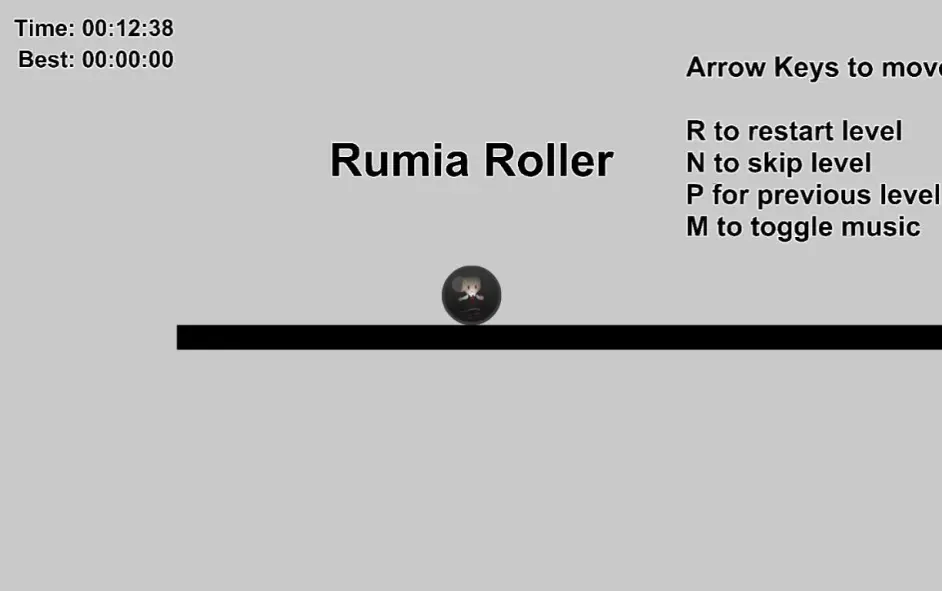 Time: 00:12:38
Best: 00:00:00
Arrow Keys to move
Rumia Roller
R to restart level
N to skip level
P for previous level
M to toggle music